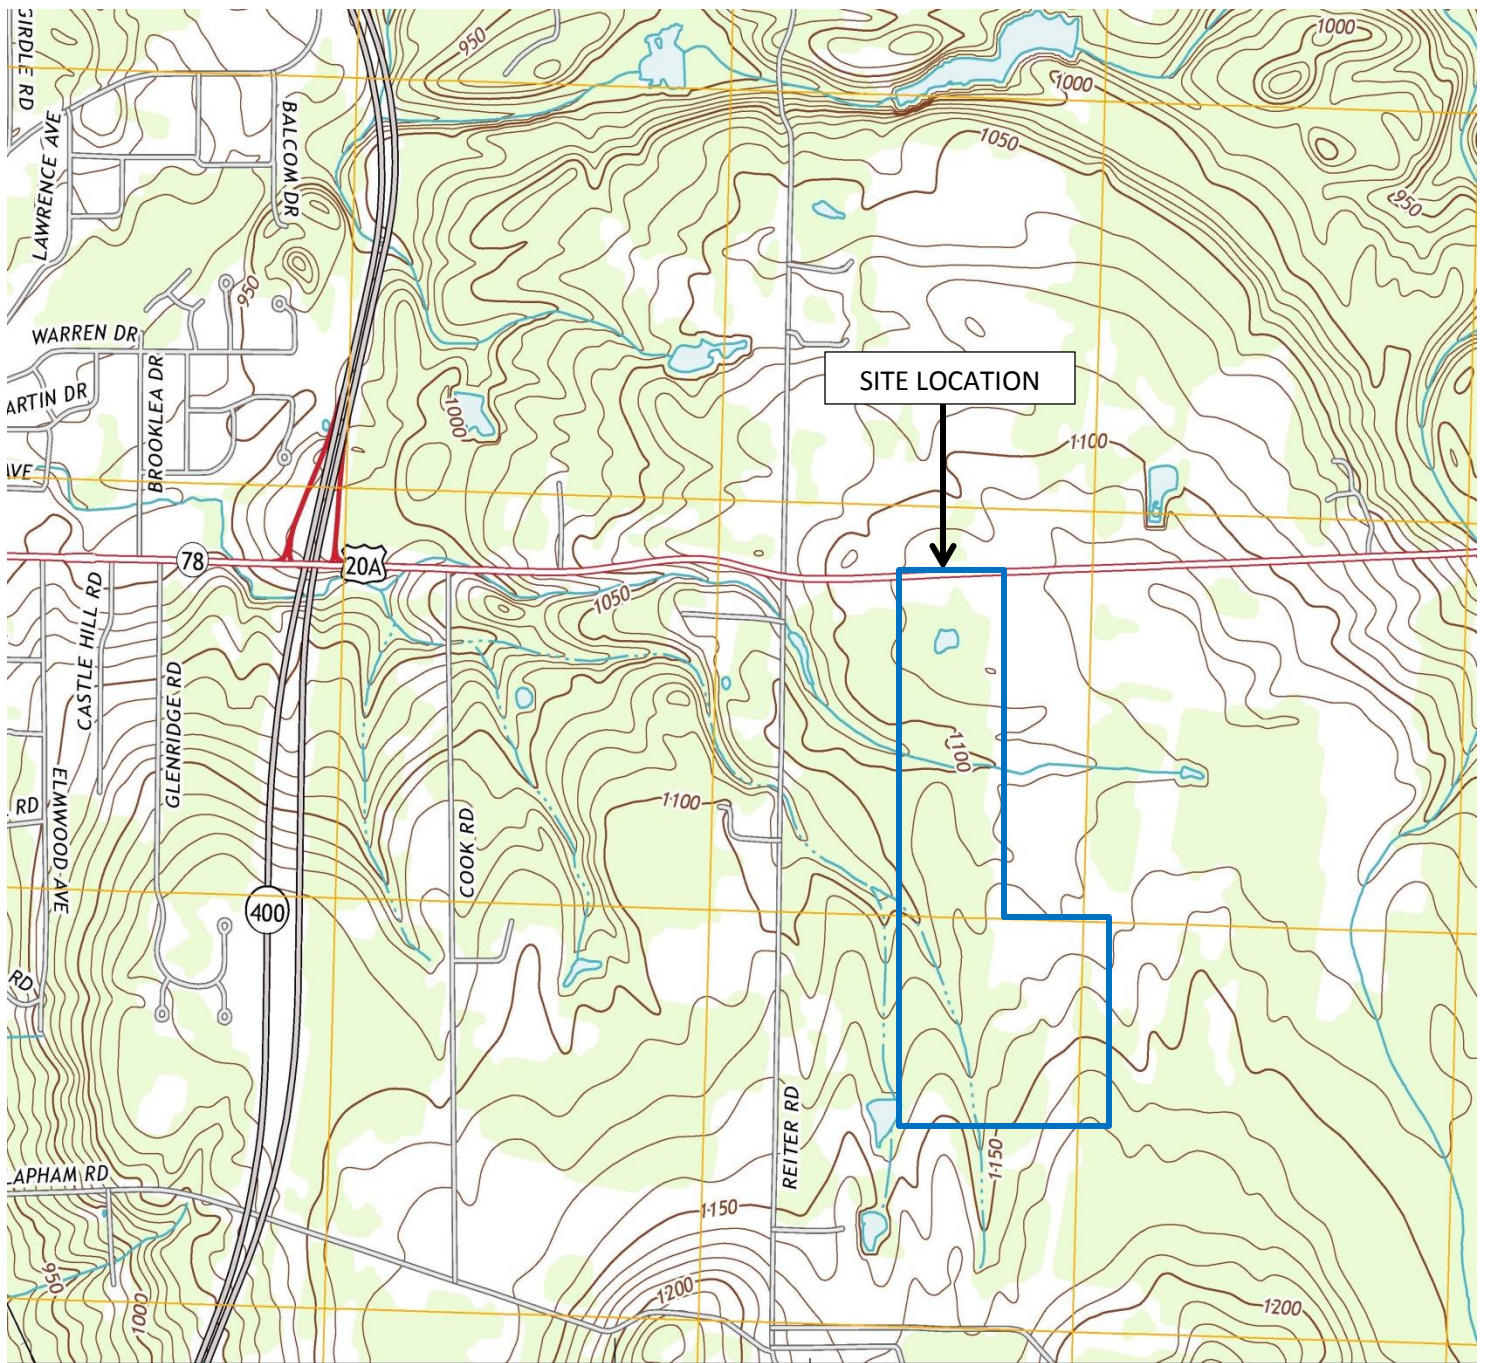 GIRDLE RD
950
1000
1000
LAWRENCE AVE
BALCOM DR
1050
950
950
WARREN DR
SITE LOCATION
ARTIN DR
BROOKLEA DR
1000
1100
AVE
78
20A
1050
CASTLE HILL RD
GLENRIDGE RD
1100
1100
RD
ELMWOOD AVE
COOK RD
400
RD
REITER RD
1150
LAPHAM RD
1150
950
1000
1200
1200